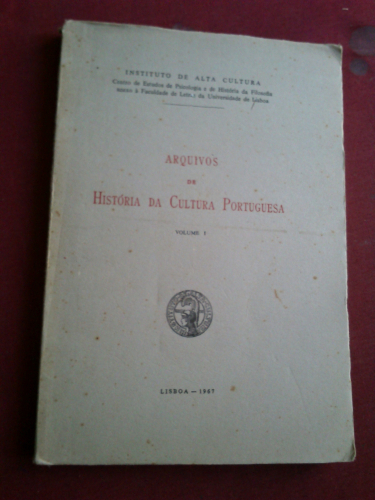 INSTITUTO DE ALTA CULTURA
Centro de Estudos de Psicologia e de História da Filosofia
anexo à Faculdade de Letras da Universidade de Lisboa
ARQUIVOS
DE
HISTÓRIA DA CULTURA PORTUGUESA
VOLUME I
LISBOA — 1967